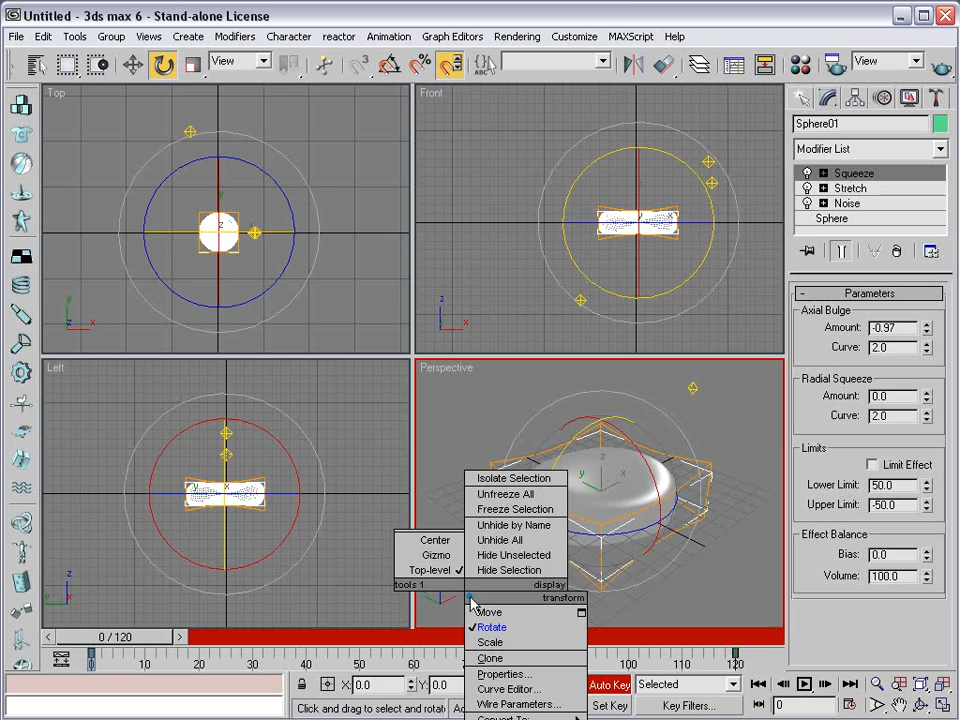 Untitled - 3ds max 6 - Stand-alone License
File Edit Tools Group Views Create Modifiers Character reactor Animation Graph Editors Rendering Customize MAXScript Help
View
View
ABC
Top
Front
Left
Perspective
y
z
y
x
z
x
y
x
z
x
y
x
z
y
z
y
x
Sphere01
Modifier List
Squeeze
Stretch
Noise
Sphere
- Parameters
Axial Bulge
Amount: -0.97
Curve: 2.0
Radial Squeeze
Amount: 0.0
Curve: 2.0
Limits
Limit Effect
Lower Limit: 50.0
Upper Limit: -50.0
Effect Balance
Bias: 0.0
Volume: 100.0
Isolate Selection
Unfreeze All
Freeze Selection
Unhide by Name
Unhide All
Hide Unselected
Hide Selection
Center
Gizmo
Top-level
tools 1
display
transform
Move
Rotate
Scale
Clone
Properties...
Curve Editor...
Wire Parameters...
Convert To:
0 / 120
10 20 30 40 50 60 100 110 120
X: 0.0 Y: 0.0
Click and drag to select and rotate
Auto Key
Selected
Set Key
Key Filters...
0